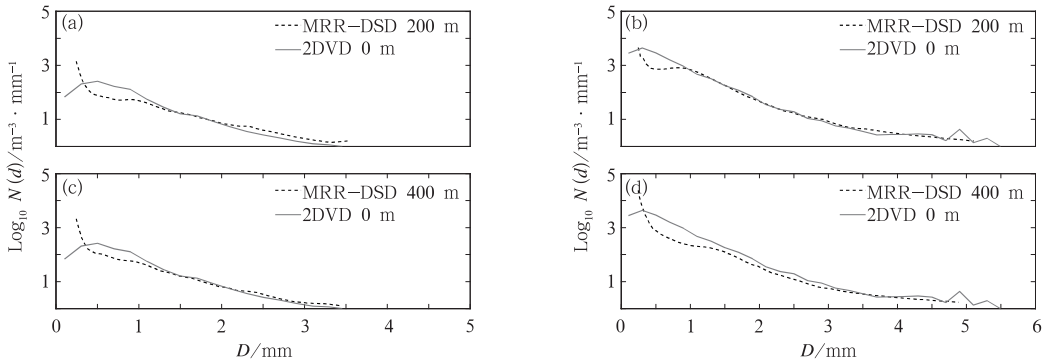 (a)
MRR-DSD 200 m
2DVD 0 m
5
3
1
(b)
MRR-DSD 200 m
2DVD 0 m
5
3
1
Log₁₀ N(d)/m⁻³·mm⁻¹
Log₁₀ N(d)/m⁻³·mm⁻¹
(c)
MRR-DSD 400 m
2DVD 0 m
5
3
1
0 1 2 3 4 5
D/mm
(d)
MRR-DSD 400 m
2DVD 0 m
5
3
1
0 1 2 3 4 5 6
D/mm